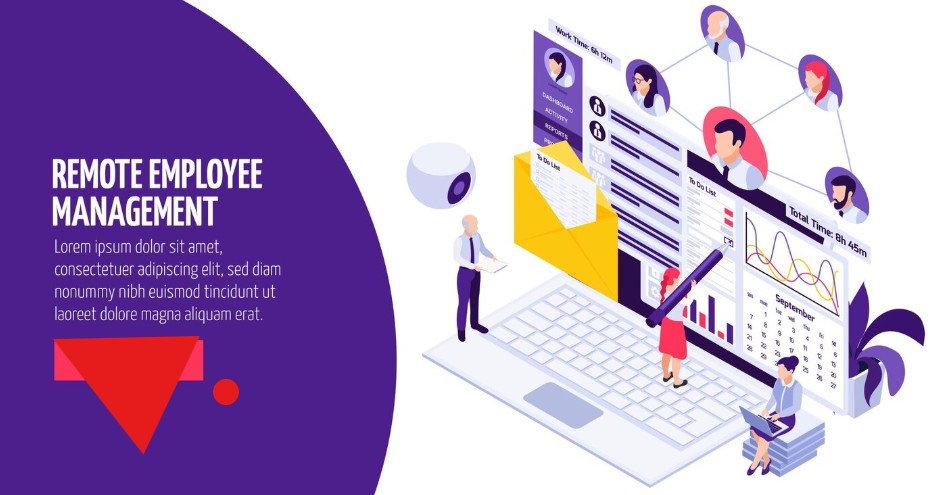 REMOTE EMPLOYEE
MANAGEMENT
Lorem ipsum dolor sit amet,
consectetuer adipiscing elit, sed diam
nonummy nibh euismod tincidunt ut
laoreet dolore magna aliquam erat.
Work Time: 6h 12m
DASHBOARD
ACTIVITY
REPORTS
To Do List
To Do List
Total Time: 8h 45m
September